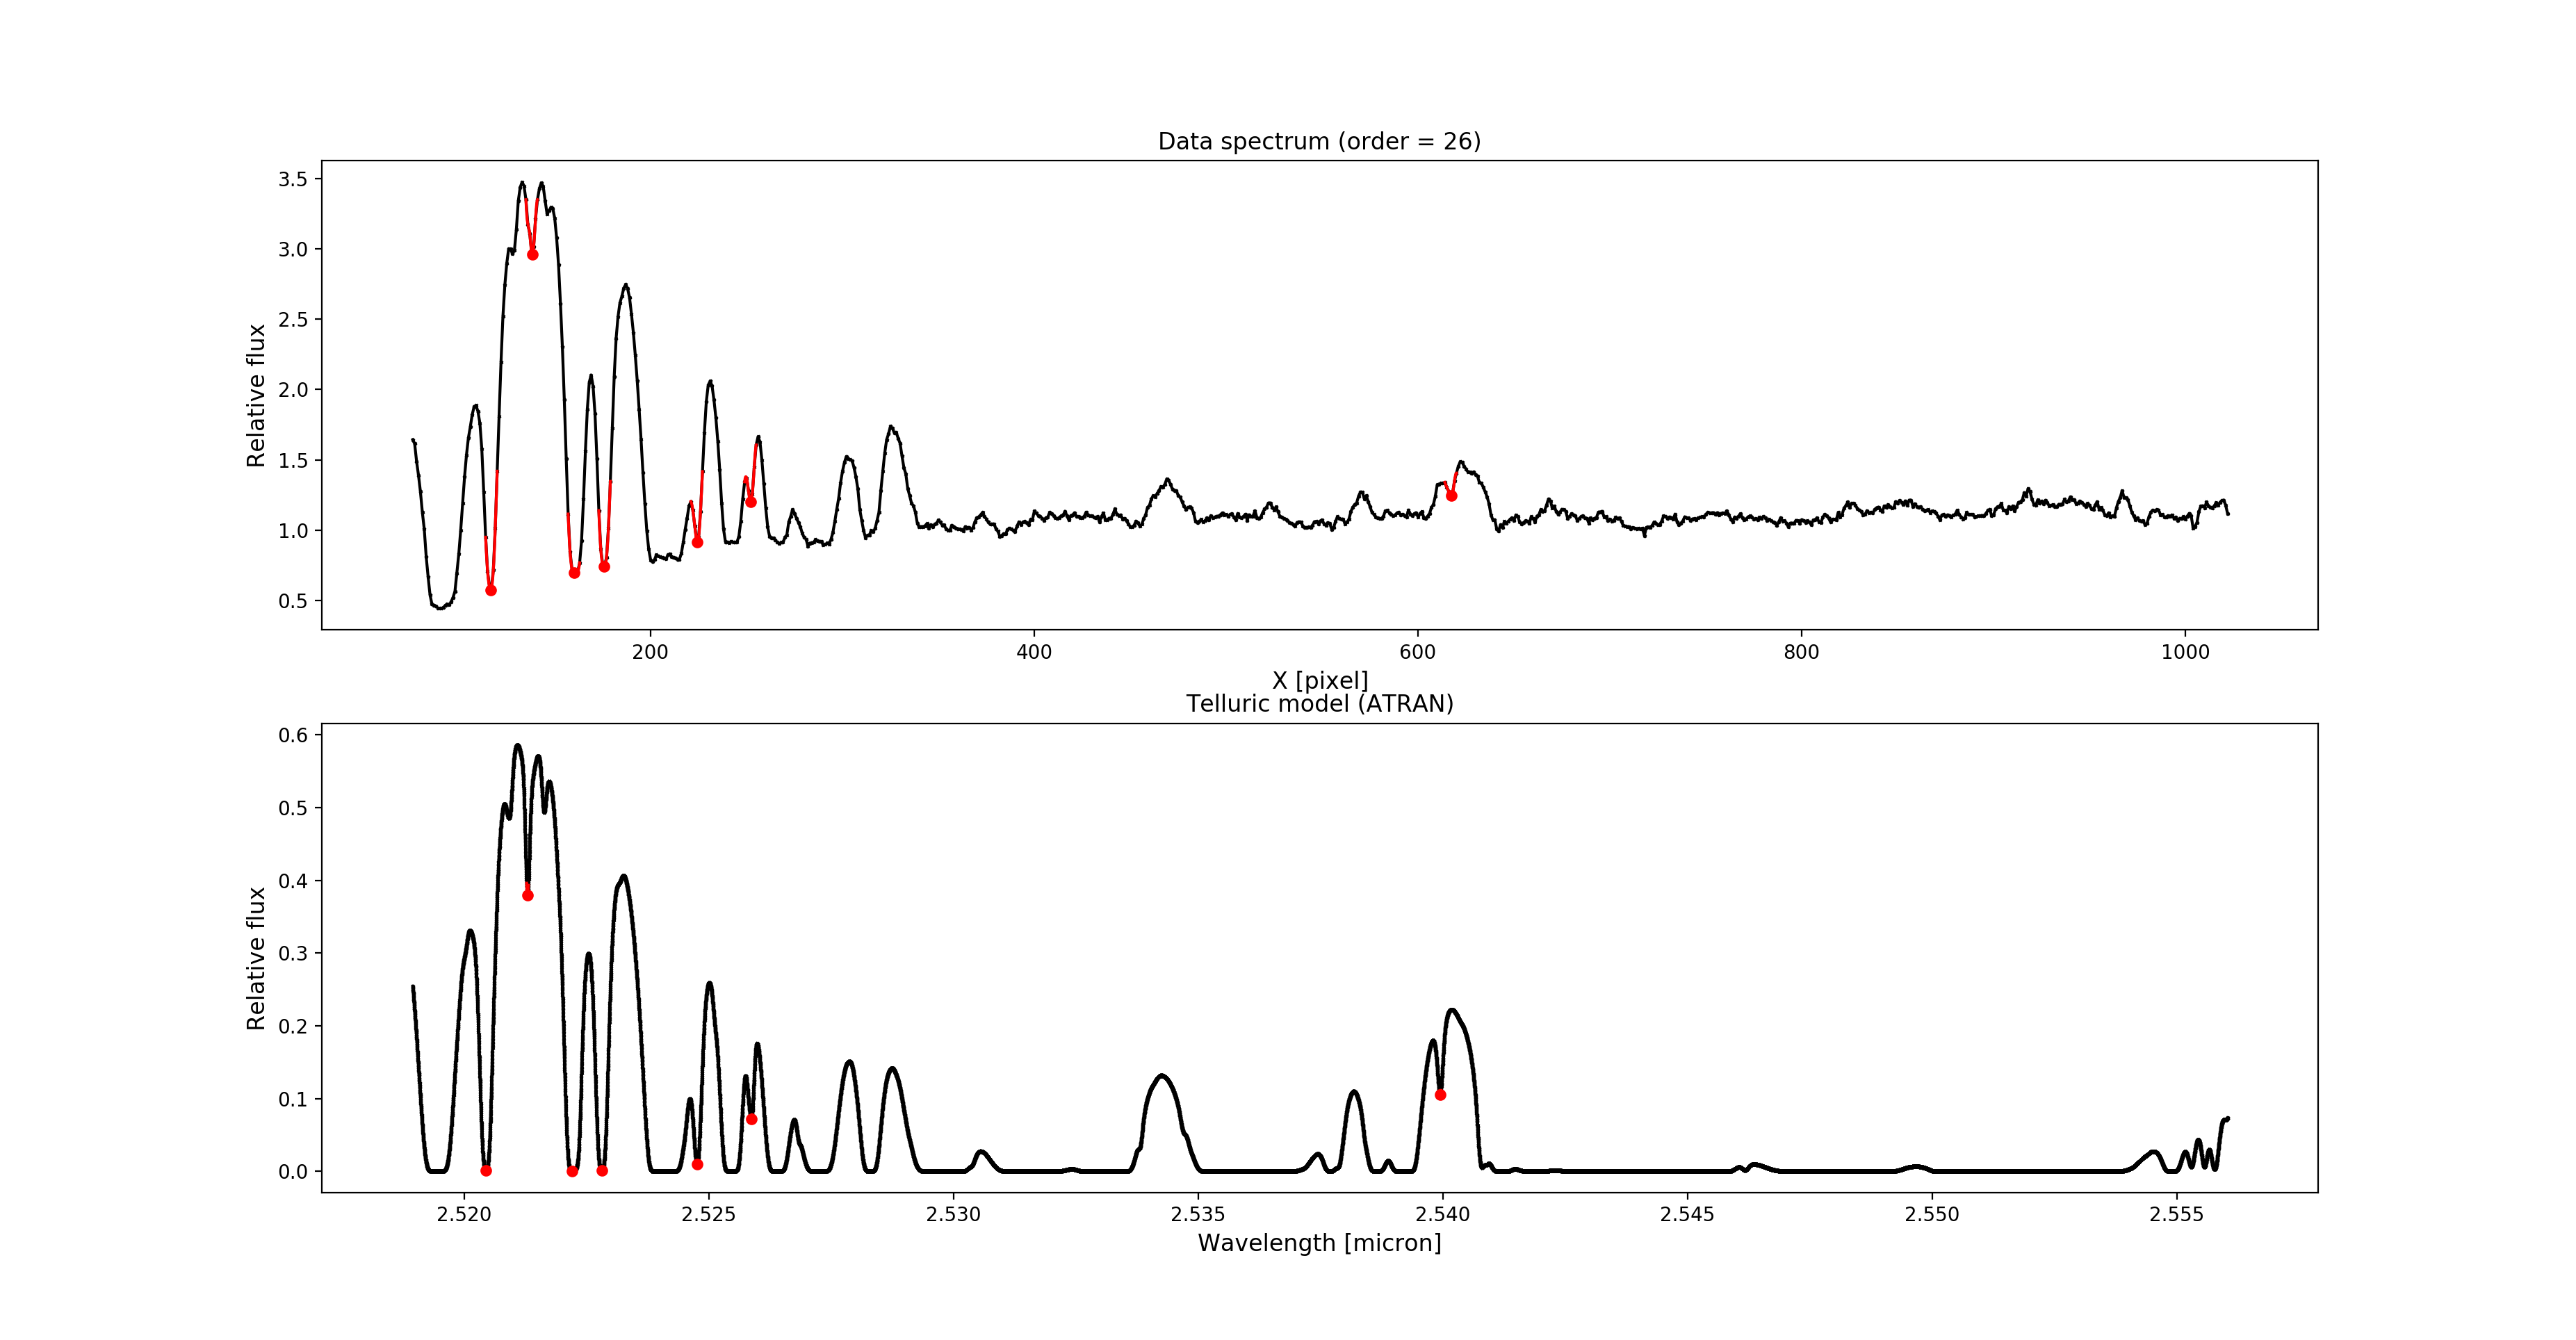 Data spectrum (order = 26)
3.5
3.0
2.5
2.0
1.5
1.0
0.5
Relative flux
200 400 600 800 1000
X [pixel]
Telluric model (ATRAN)
0.6
0.5
0.4
0.3
0.2
0.1
0.0
Relative flux
2.520 2.525 2.530 2.535 2.540 2.545 2.550 2.555
Wavelength [micron]